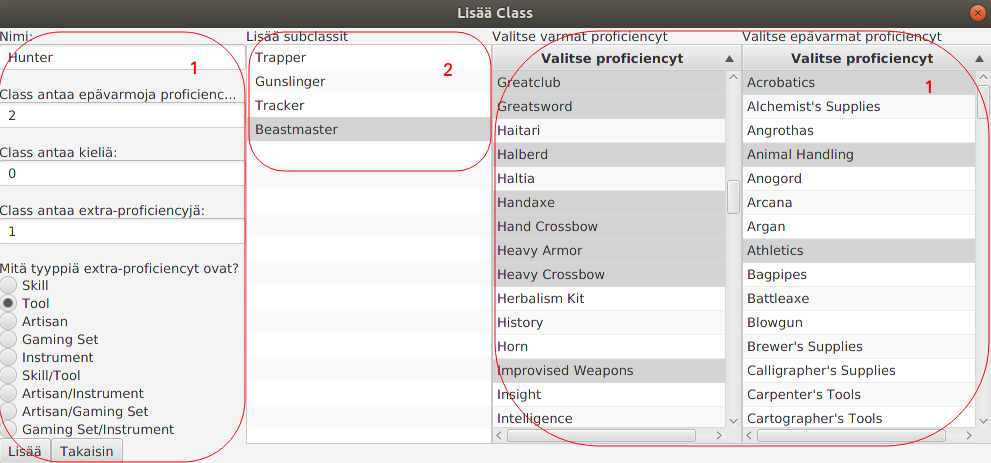 Lisää Class
Nimi:
Hunter
1
Class antaa epävarmoja proficienc...
2
Class antaa kieliä:
0
Class antaa extra-proficiencyjä:
1
Mitä tyyppiä extra-proficiencyt ovat?
Skill
Tool
Artisan
Gaming Set
Instrument
Skill/Tool
Artisan/Instrument
Artisan/Gaming Set
Gaming Set/Instrument
Lisää
Takaisin
Lisää subclassit
Trapper
2
Gunslinger
Tracker
Beastmaster
Valitse varmat proficiencyt
Valitse proficiencyt
Greatclub
Greatsword
Haitari
Halberd
Haltia
Handaxe
Hand Crossbow
Heavy Armor
Heavy Crossbow
Herbalism Kit
History
Horn
Improvised Weapons
Insight
Intelligence
Valitse epävarmat proficiencyt
Valitse proficiencyt
Acrobatics
1
Alchemist's Supplies
Angrothas
Animal Handling
Anogord
Arcana
Argan
Athletics
Bagpipes
Battleaxe
Blowgun
Brewer's Supplies
Calligrapher's Supplies
Carpenter's Tools
Cartographer's Tools